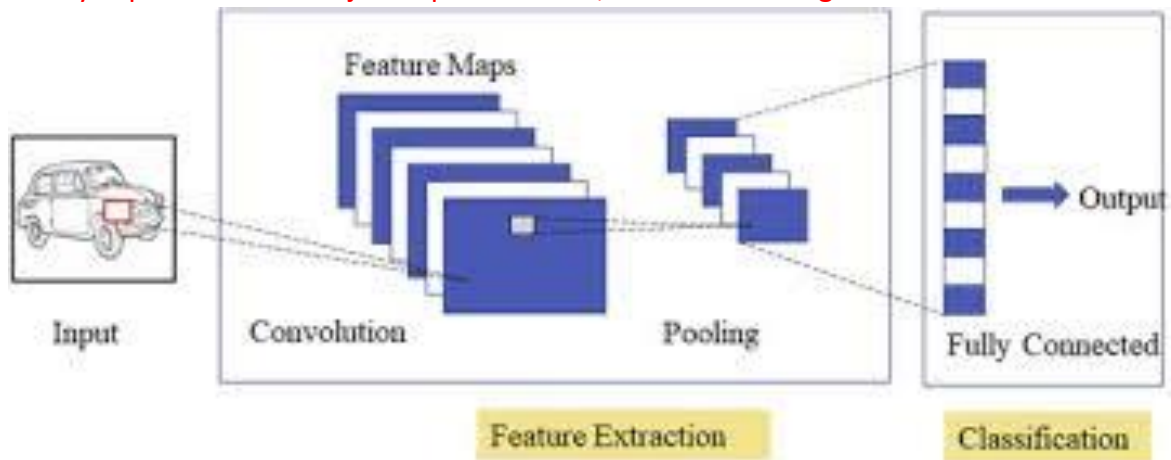 Feature Maps
Output
Input
Convolution
Pooling
Fully Connected
Feature Extraction
Classification